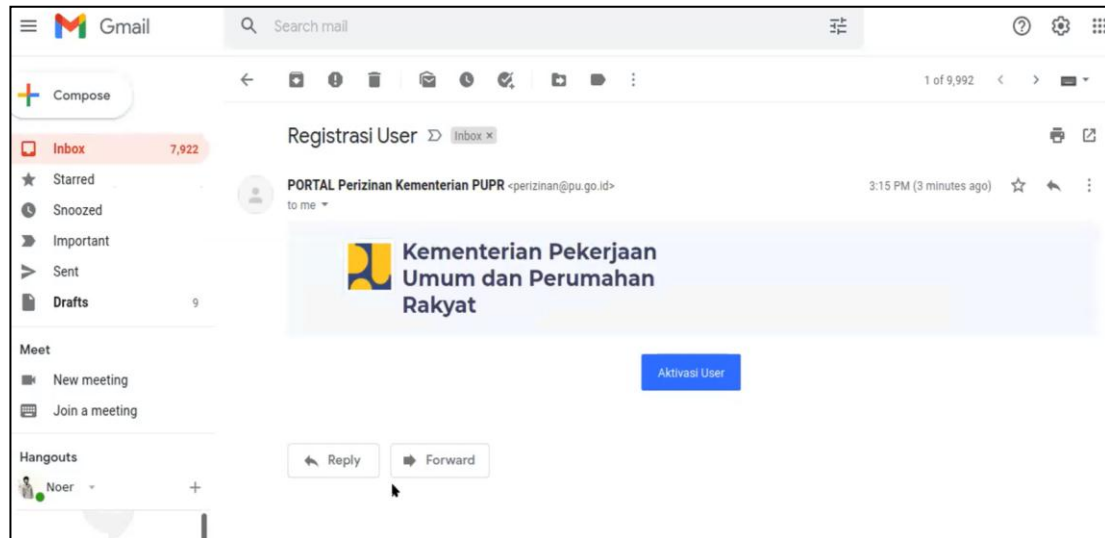 Gmail
Search mail
Compose
1 of 9,992
Inbox 7,922
Starred
Snoozed
Important
Sent
Drafts 9
Meet
New meeting
Join a meeting
Hangouts
Noer
Registrasi User Inbox ×
PORTAL Perizinan Kementerian PUPR <perizinan@pu.go.id> 3:15 PM (3 minutes ago)
to me
Kementerian Pekerjaan
Umum dan Perumahan
Rakyat
Aktivasi User
Reply Forward